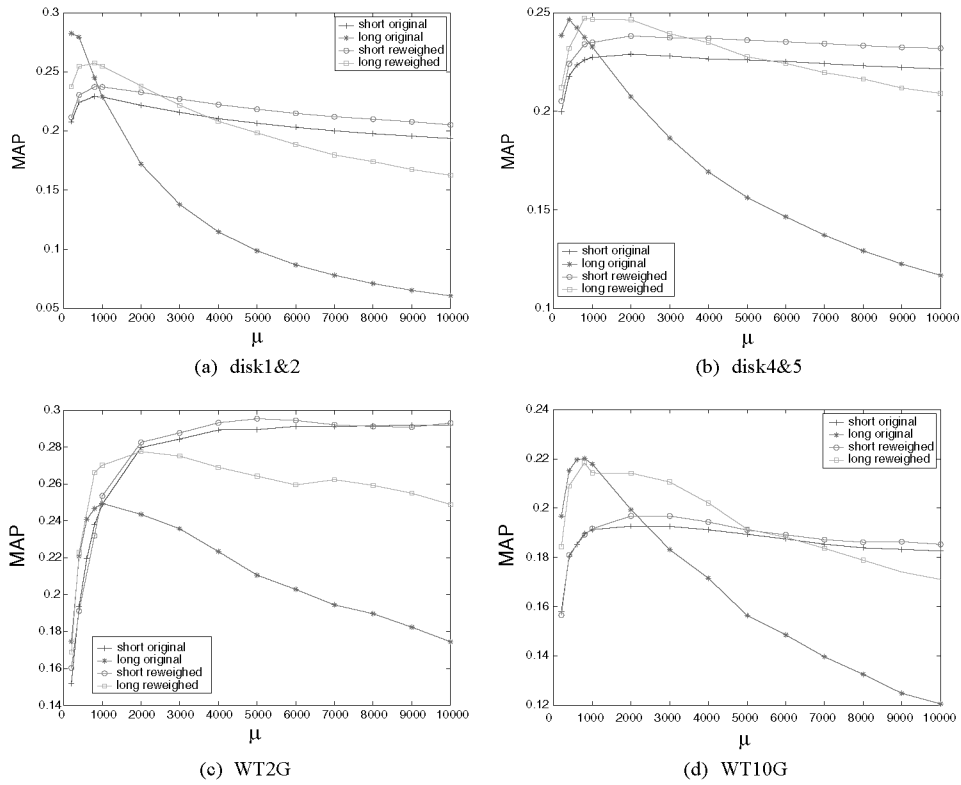 0.3
0.25
0.2
0.15
0.1
0.05
MAP
short original
long original
short reweighed
long reweighed
0 1000 2000 3000 4000 5000 6000 7000 8000 9000 10000
μ
(a) disk1&2
0.25
0.2
0.15
0.1
MAP
short original
long original
short reweighed
long reweighed
0 1000 2000 3000 4000 5000 6000 7000 8000 9000 10000
μ
(b) disk4&5
0.3
0.28
0.26
0.24
0.22
0.2
0.18
0.16
0.14
MAP
short original
long original
short reweighed
long reweighed
0 1000 2000 3000 4000 5000 6000 7000 8000 9000 10000
μ
(c) WT2G
0.24
0.22
0.2
0.18
0.16
0.14
0.12
MAP
short original
long original
short reweighed
long reweighed
0 1000 2000 3000 4000 5000 6000 7000 8000 9000 10000
μ
(d) WT10G